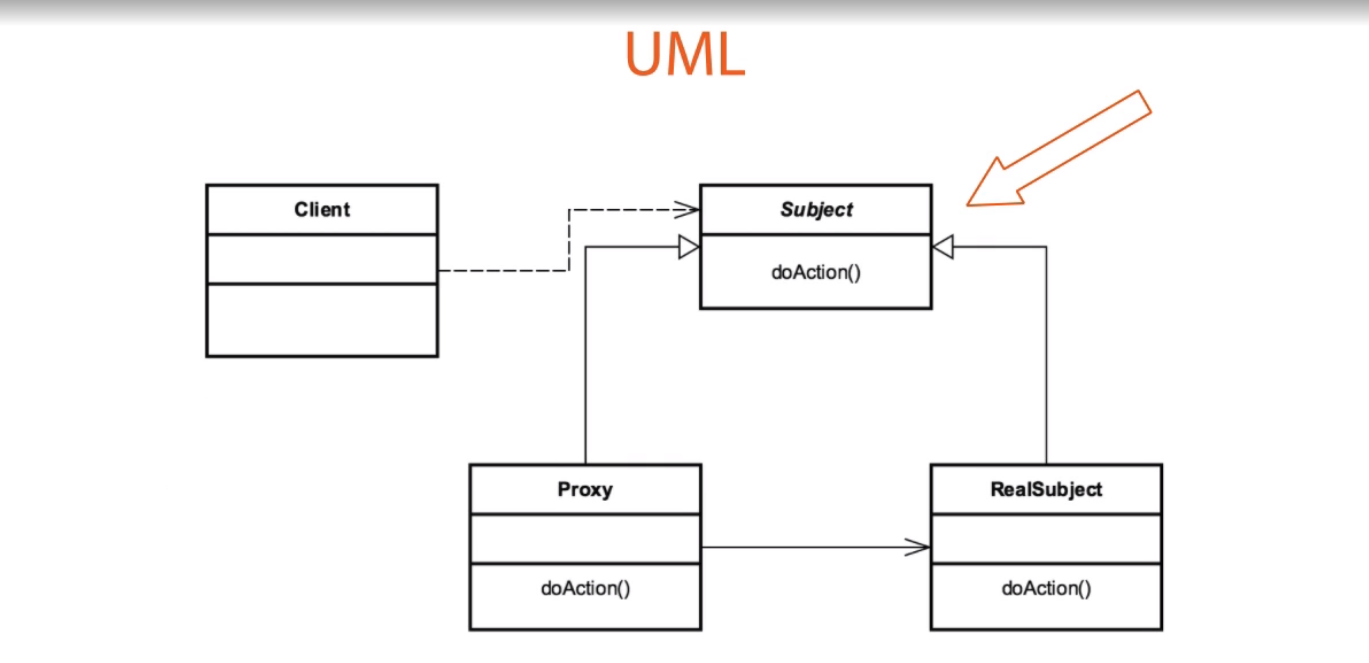 UML
Client
Subject
doAction()
Proxy
doAction()
RealSubject
doAction()